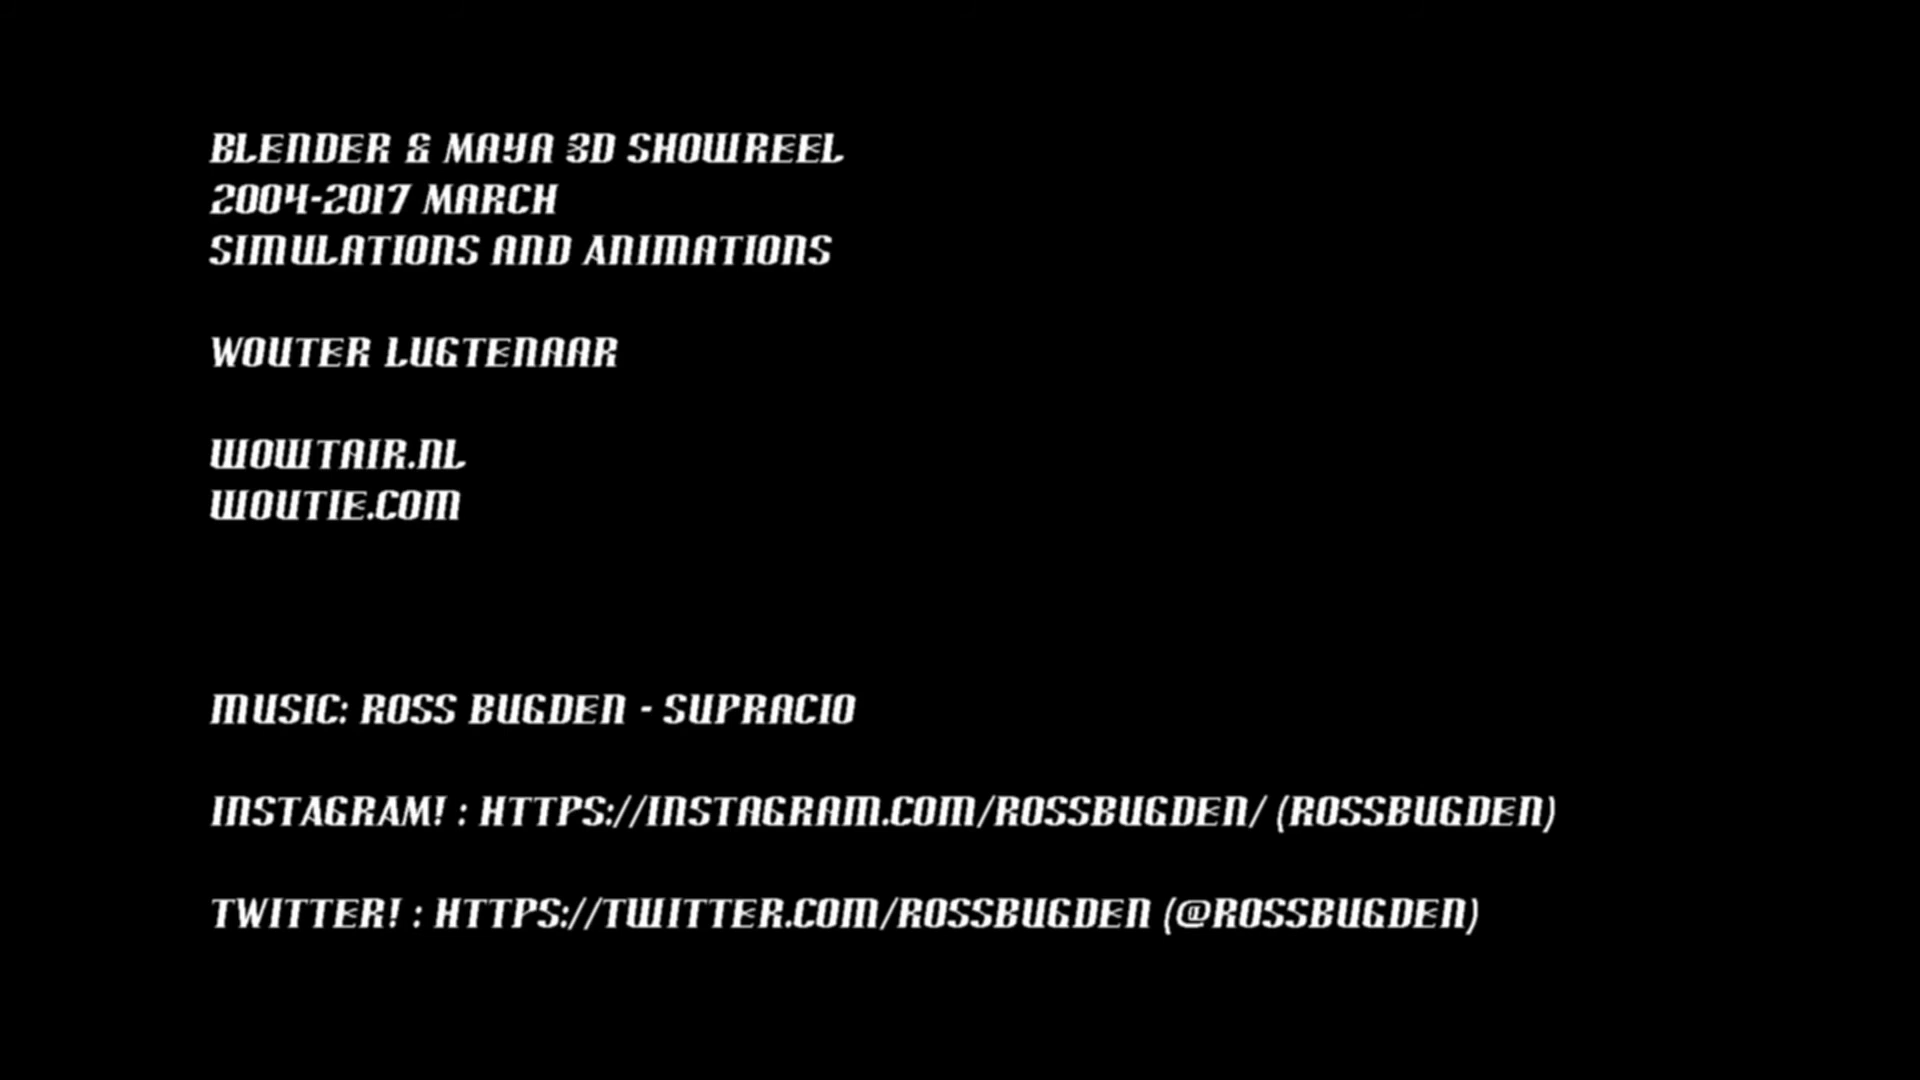 BLENDER & MAYA 3D SHOWREEL
2004-2017 MARCH
SIMULATIONS AND ANIMATIONS
WOUTER LUGTENAAR
WOWTAIR.NL
WOUTIE.COM
MUSIC: ROSS BUGDEN - SUPRACIO
INSTAGRAM! : HTTPS://INSTAGRAM.COM/ROSSBUGDEN/ (ROSSBUGDEN)
TWITTER! : HTTPS://TWITTER.COM/ROSSBUGDEN (@ROSSBUGDEN)